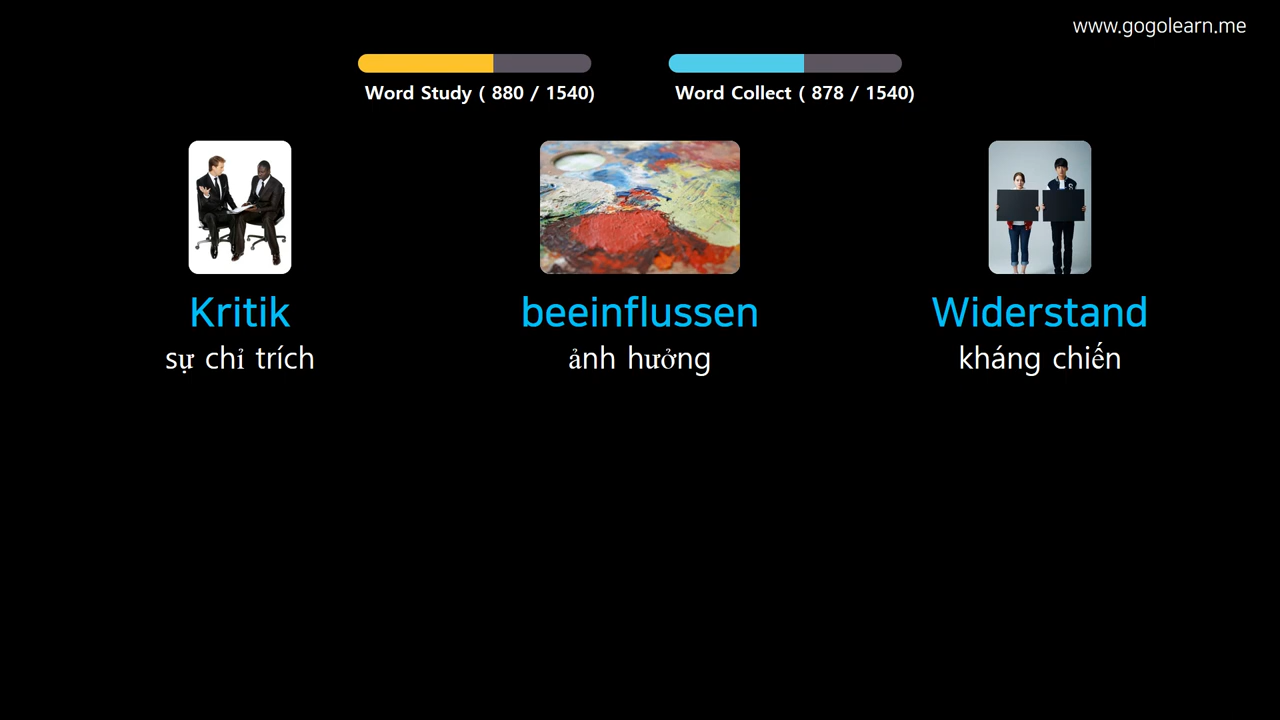 www.gogolearn.me
Word Study ( 880 / 1540)
Word Collect ( 878 / 1540)
Kritik
sự chỉ trích
beeinflussen
ảnh hưởng
Widerstand
kháng chiến